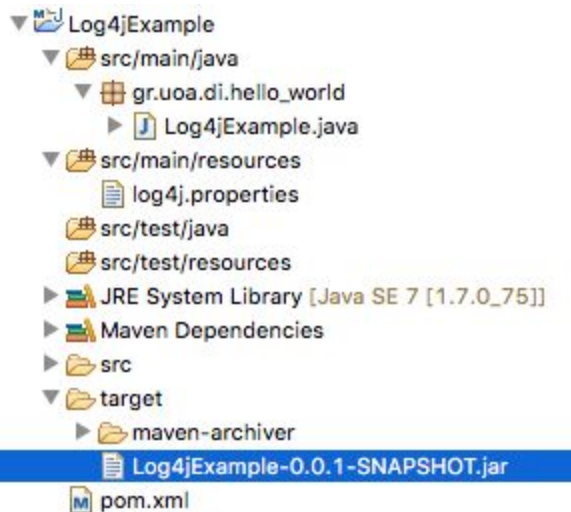 Log4jExample
src/main/java
gr.uoa.di.hello_world
Log4jExample.java
src/main/resources
log4j.properties
src/test/java
src/test/resources
JRE System Library [Java SE 7 [1.7.0_75]]
Maven Dependencies
src
target
maven-archiver
Log4jExample-0.0.1-SNAPSHOT.jar
pom.xml